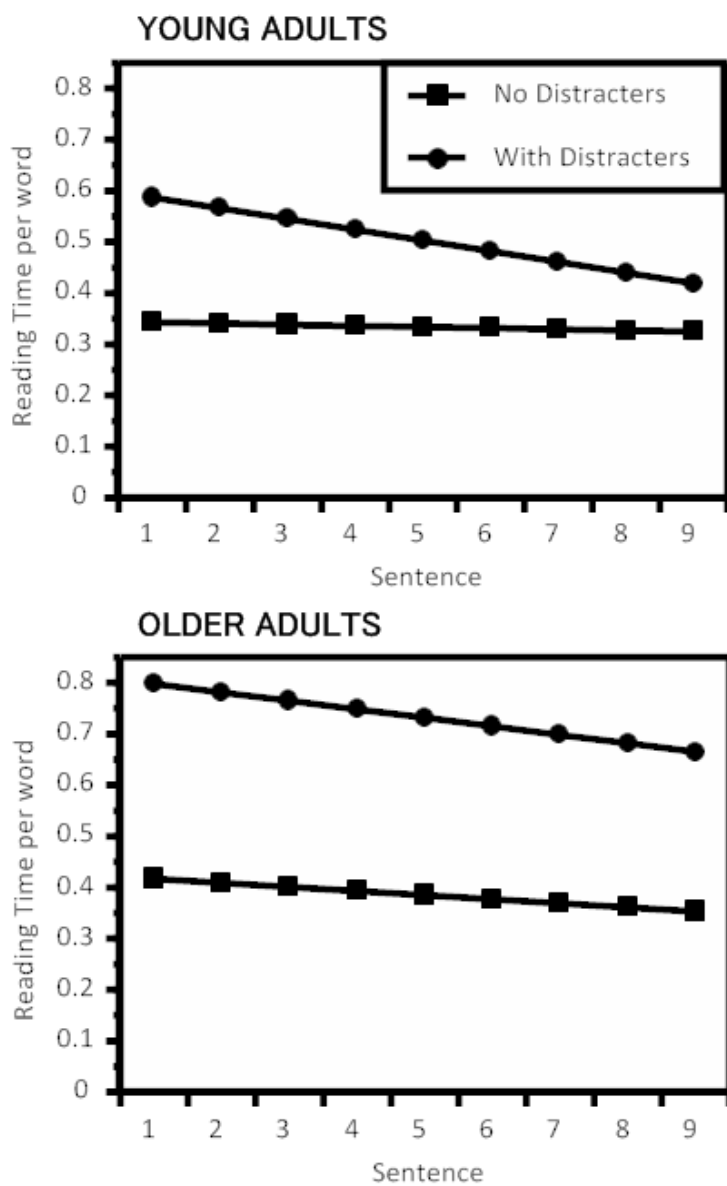 YOUNG ADULTS
No Distracters
With Distracters
Reading Time per word
0.8
0.7
0.6
0.5
0.4
0.3
0.2
0.1
0
1 2 3 4 5 6 7 8 9
Sentence
OLDER ADULTS
Reading Time per word
0.8
0.7
0.6
0.5
0.4
0.3
0.2
0.1
0
1 2 3 4 5 6 7 8 9
Sentence